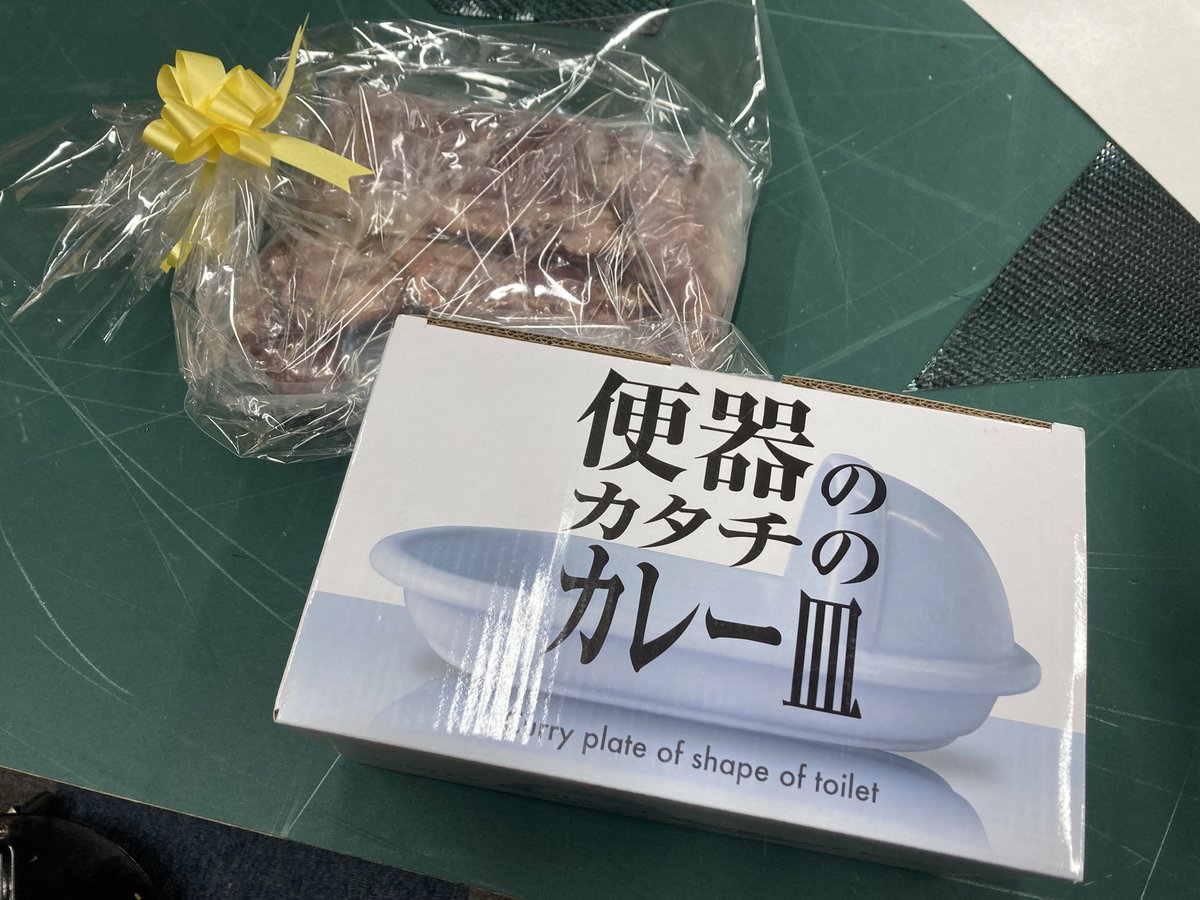 便器の
カタチの
カレー皿
Curry plate of shape of toilet